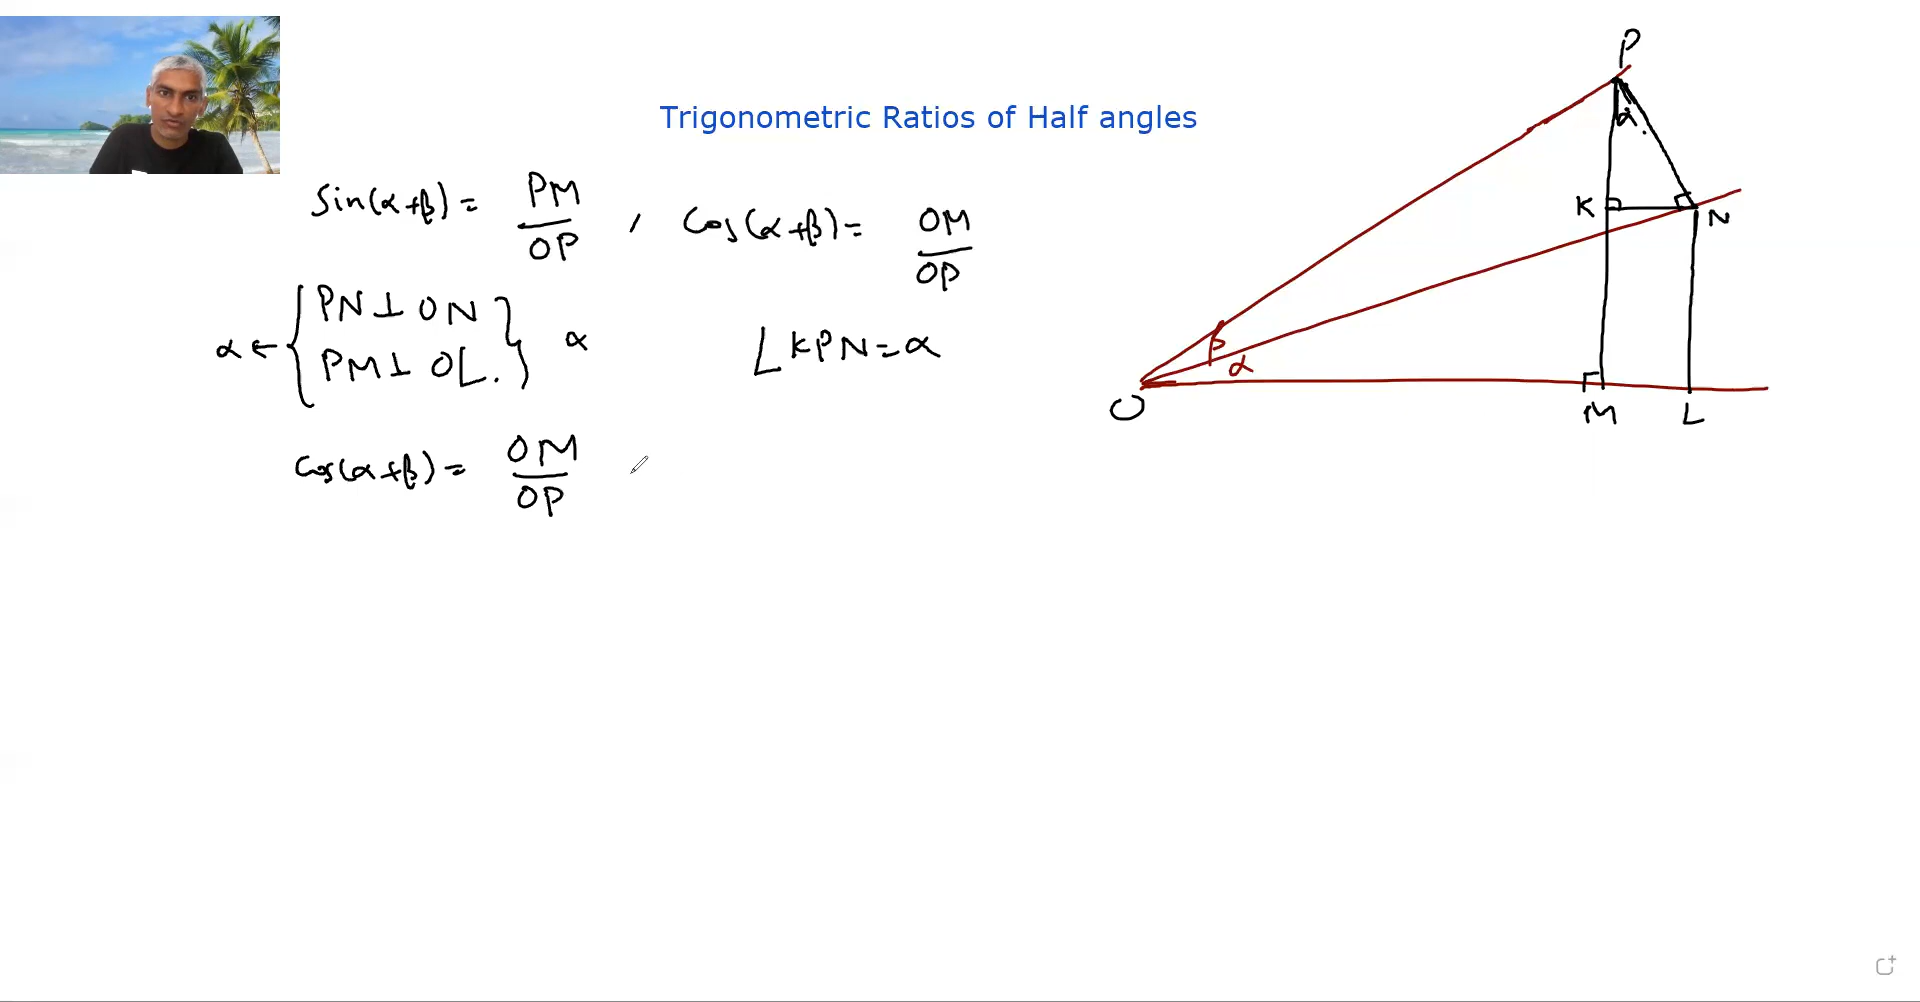 Trigonometric Ratios of Half angles
Sin(α+β) = PM/OP , Cos(α+β) = OM/OP
α ← { PN ⊥ ON
PM ⊥ OL. } α
∠KPN = α
Cos(α+β) = OM/OP
P
α
K
N
β
α
O
M
L